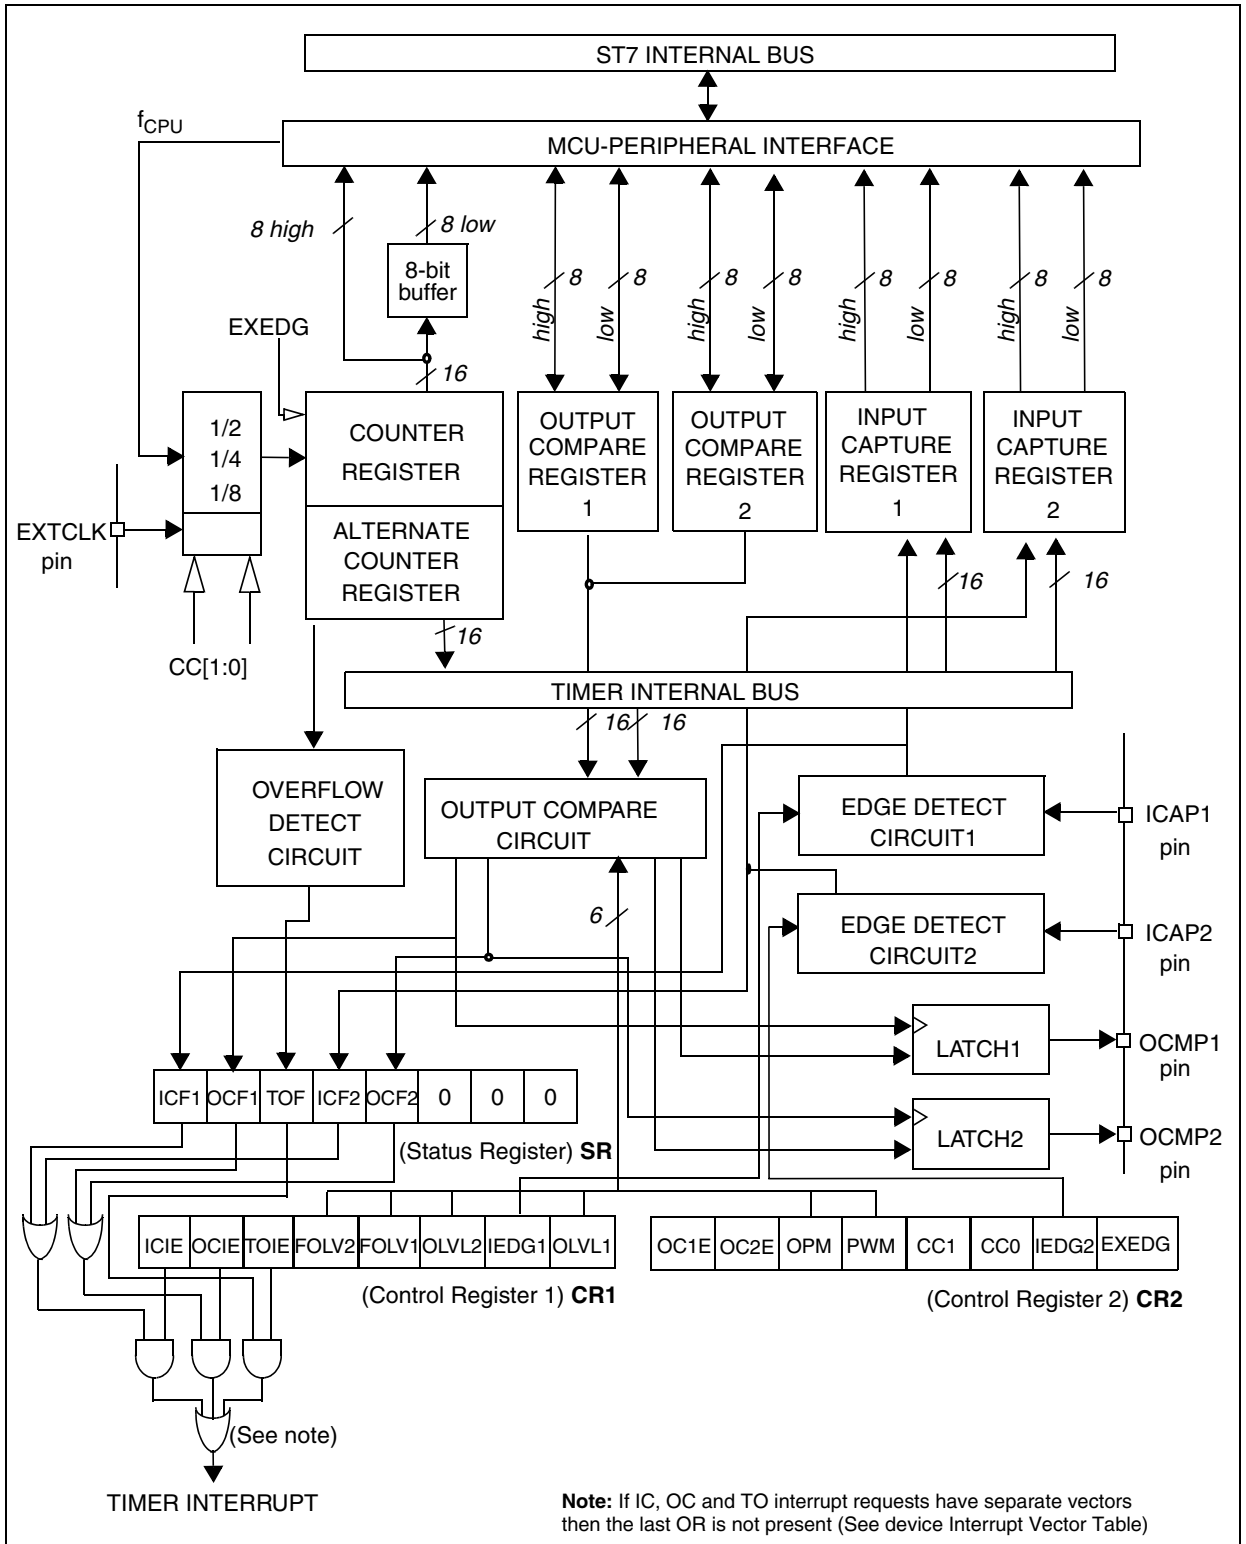 ST7 INTERNAL BUS
fCPU
MCU-PERIPHERAL INTERFACE
8 high
8 low
8-bit
buffer
8
8
8
8
8
8
8
8
high
low
high
low
high
low
high
low
EXEDG
16
1/2
1/4
1/8
COUNTER
REGISTER
ALTERNATE
COUNTER
REGISTER
OUTPUT
COMPARE
REGISTER
1
OUTPUT
COMPARE
REGISTER
2
INPUT
CAPTURE
REGISTER
1
INPUT
CAPTURE
REGISTER
2
EXTCLK
pin
16
16
16
CC[1:0]
TIMER INTERNAL BUS
16
16
OVERFLOW
DETECT
CIRCUIT
OUTPUT COMPARE
CIRCUIT
EDGE DETECT
CIRCUIT1
ICAP1
pin
6
EDGE DETECT
CIRCUIT2
ICAP2
pin
LATCH1
OCMP1
pin
ICF1 OCF1 TOF ICF2 OCF2 0 0 0
(Status Register) SR
LATCH2
OCMP2
pin
ICIE OCIE TOIE FOLV2 FOLV1 OLVL2 IEDG1 OLVL1
(Control Register 1) CR1
OC1E OC2E OPM PWM CC1 CC0 IEDG2 EXEDG
(Control Register 2) CR2
(See note)
TIMER INTERRUPT
Note: If IC, OC and TO interrupt requests have separate vectors
then the last OR is not present (See device Interrupt Vector Table)